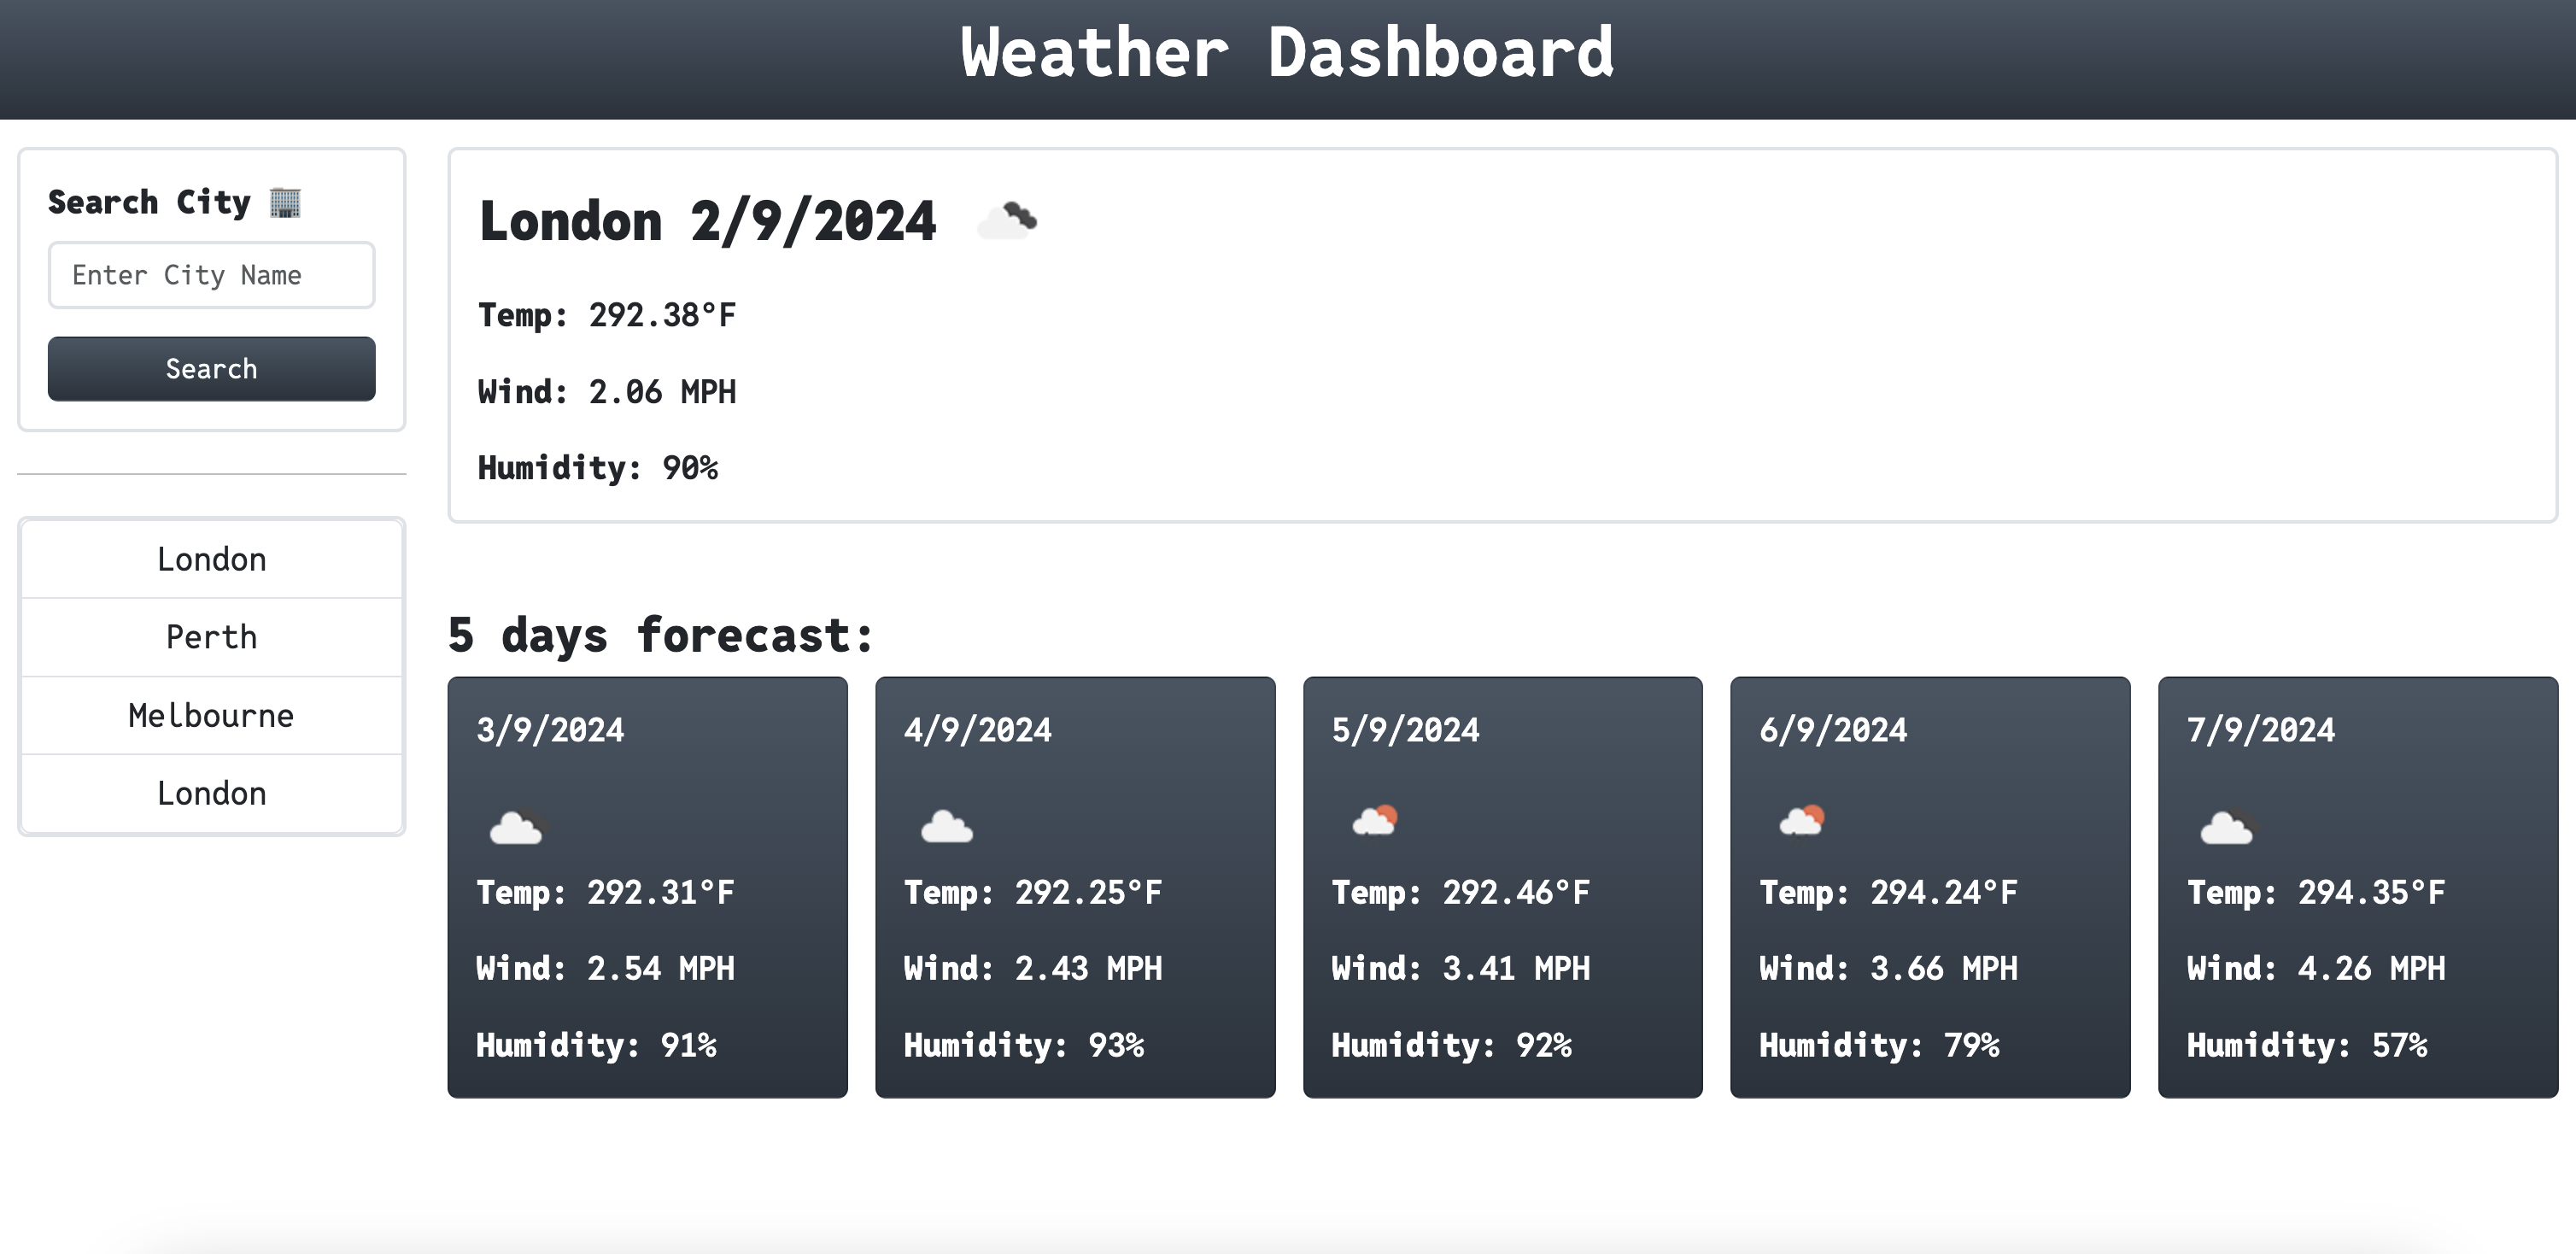 Weather Dashboard
Search City
Enter City Name
Search
London
Perth
Melbourne
London
London 2/9/2024
Temp: 292.38°F
Wind: 2.06 MPH
Humidity: 90%
5 days forecast:
3/9/2024
Temp: 292.31°F
Wind: 2.54 MPH
Humidity: 91%
4/9/2024
Temp: 292.25°F
Wind: 2.43 MPH
Humidity: 93%
5/9/2024
Temp: 292.46°F
Wind: 3.41 MPH
Humidity: 92%
6/9/2024
Temp: 294.24°F
Wind: 3.66 MPH
Humidity: 79%
7/9/2024
Temp: 294.35°F
Wind: 4.26 MPH
Humidity: 57%